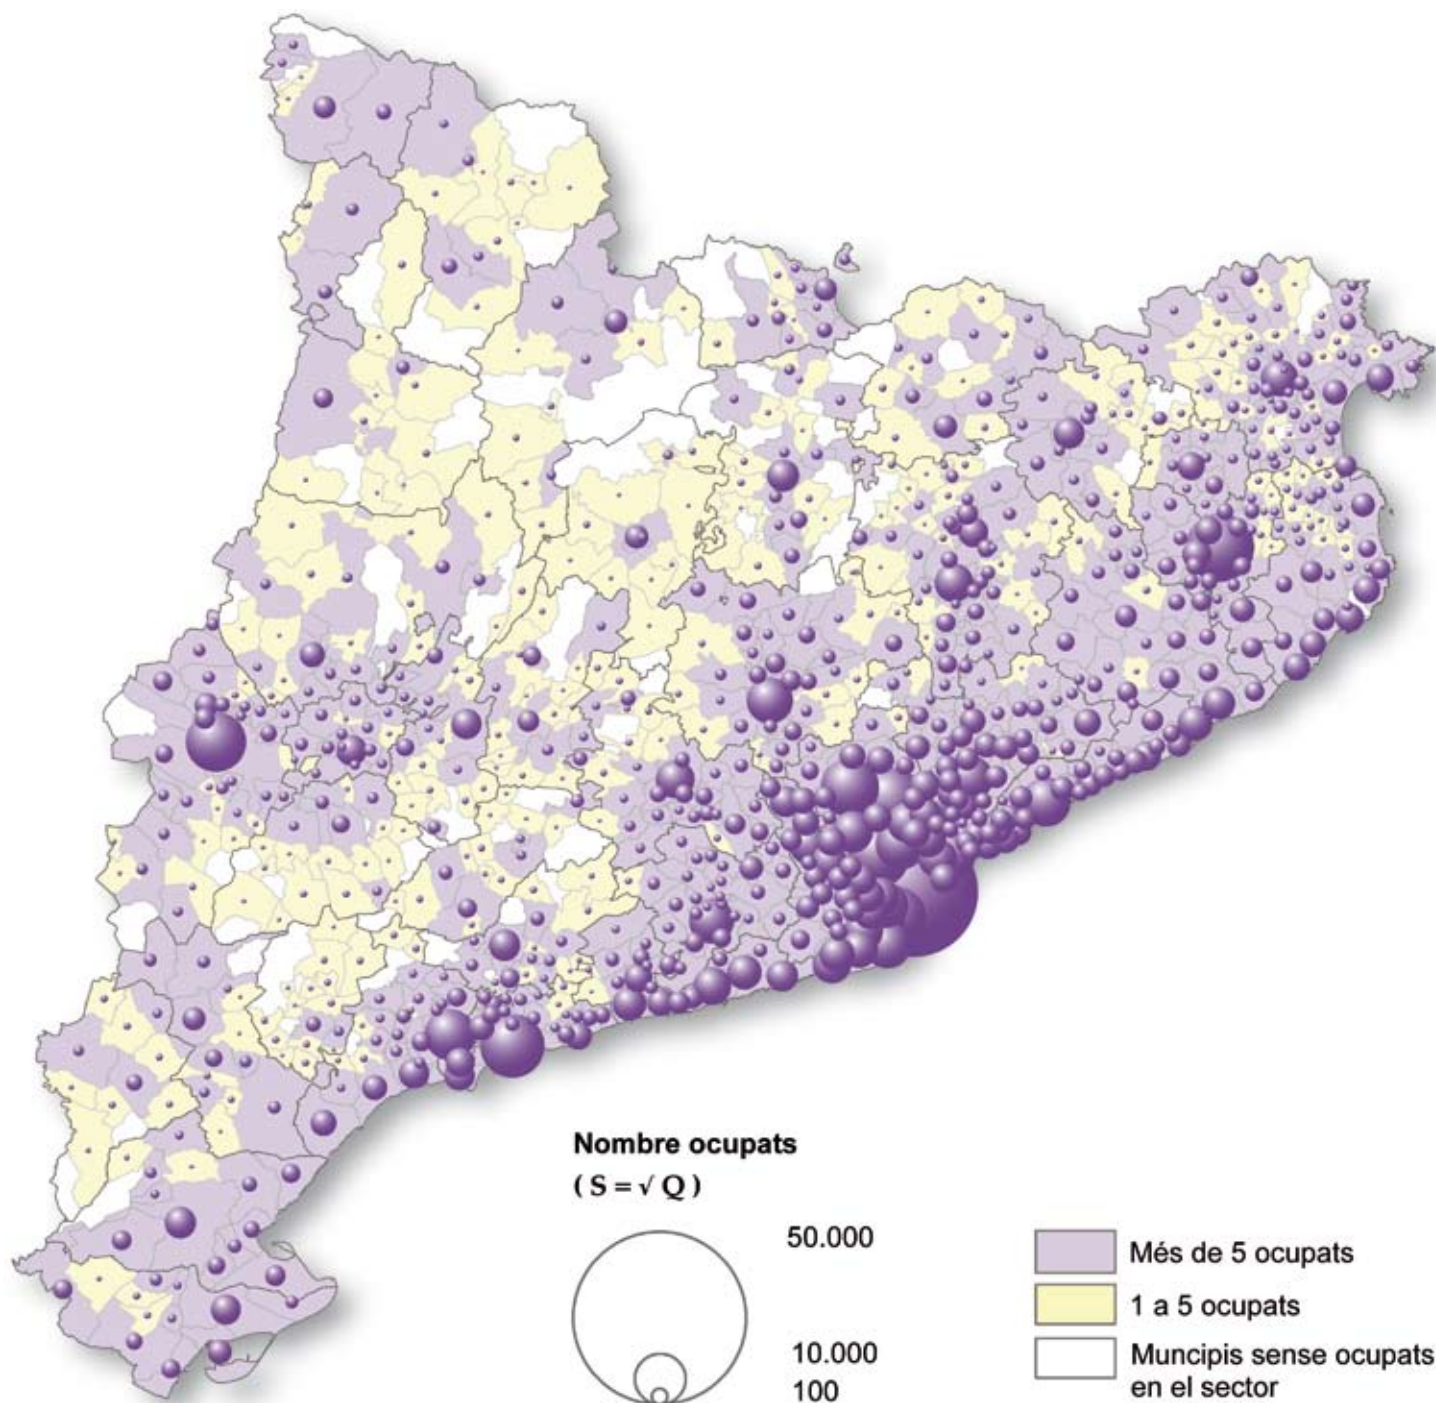 Nombre ocupats
( S = √ Q )
50.000
10.000
100
Més de 5 ocupats
1 a 5 ocupats
Muncipis sense ocupats
en el sector